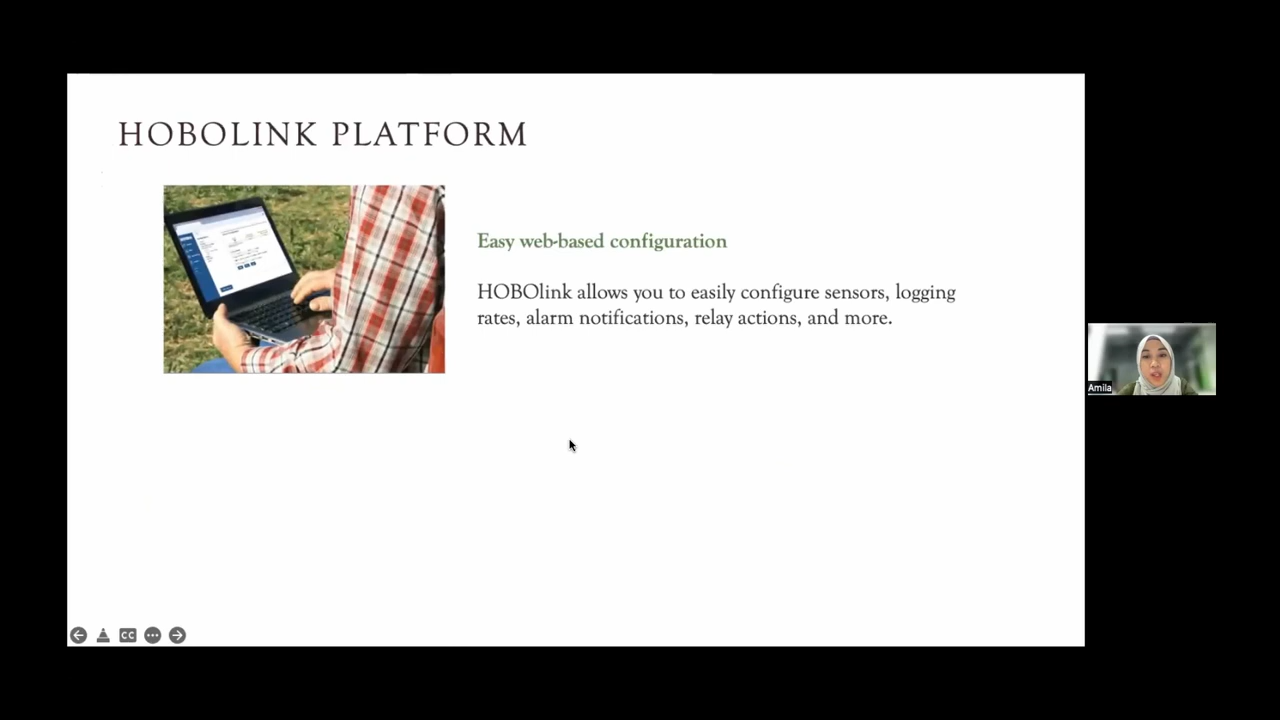 HOBOLINK PLATFORM
Easy web-based configuration
HOBOlink allows you to easily configure sensors, logging
rates, alarm notifications, relay actions, and more.
Amila
CC